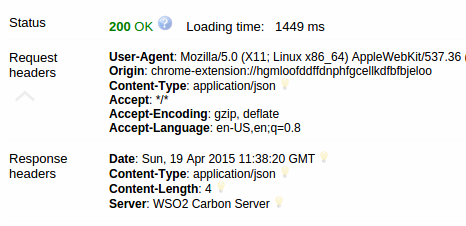 Status 200 OK Loading time: 1449 ms
Request headers
User-Agent: Mozilla/5.0 (X11; Linux x86_64) AppleWebKit/537.36 (
Origin: chrome-extension://hgmloofddffdnphfgcellkdfbfbjeloo
Content-Type: application/json
Accept: */*
Accept-Encoding: gzip, deflate
Accept-Language: en-US,en;q=0.8
Response headers
Date: Sun, 19 Apr 2015 11:38:20 GMT
Content-Type: application/json
Content-Length: 4
Server: WSO2 Carbon Server